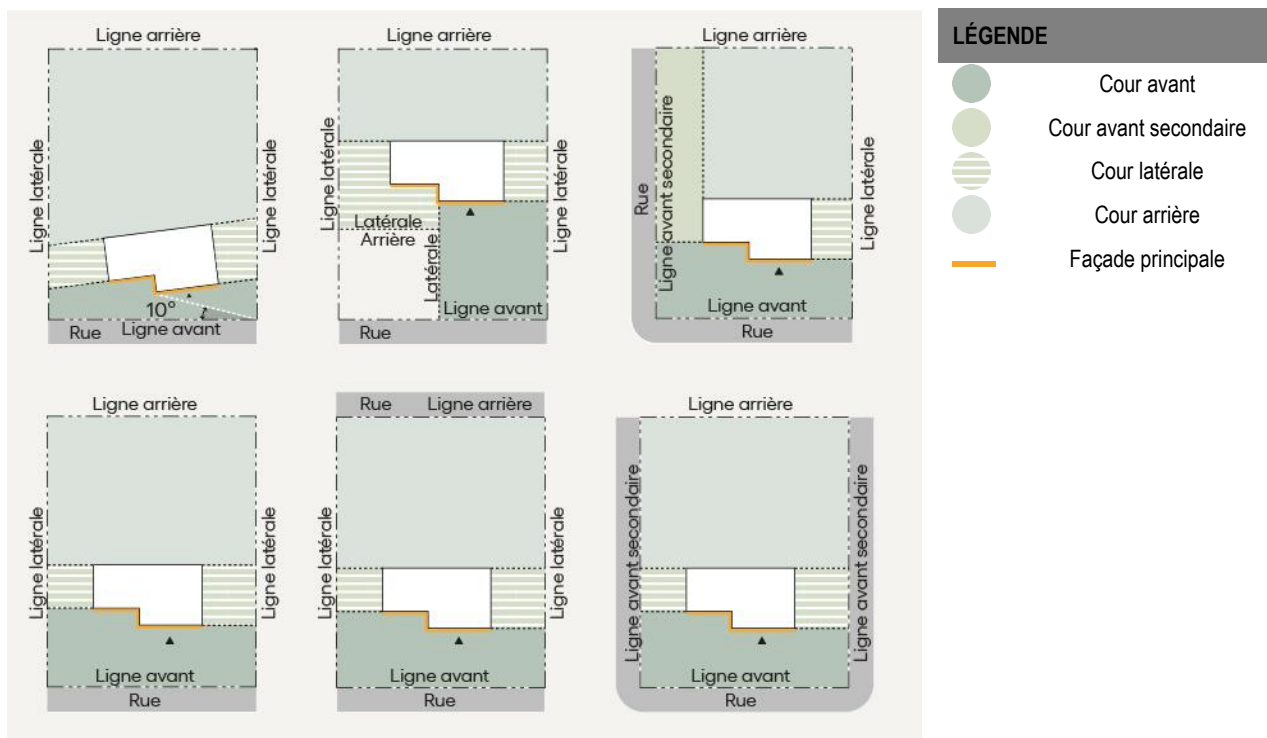 Ligne arrière
Ligne latérale
Ligne latérale
10°
Rue Ligne avant
Ligne arrière
Ligne latérale
Ligne latérale
Latérale
Arrière
Latérale
Ligne avant
Rue
Ligne arrière
Rue
Ligne avant secondaire
Ligne latérale
Ligne avant
Rue
Ligne arrière
Ligne latérale
Ligne latérale
Ligne avant
Rue
Rue Ligne arrière
Ligne latérale
Ligne latérale
Ligne avant
Rue
Ligne arrière
Ligne avant secondaire
Ligne avant secondaire
Ligne avant
Rue
LÉGENDE
Cour avant
Cour avant secondaire
Cour latérale
Cour arrière
Façade principale